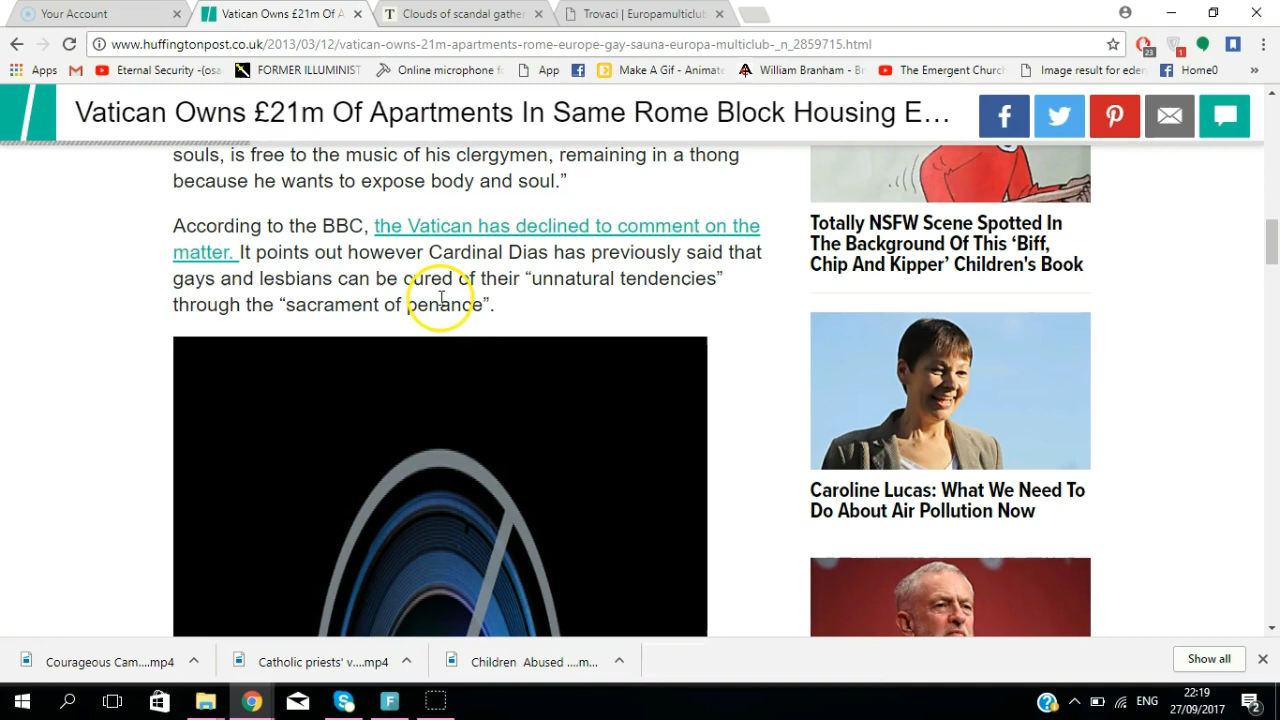 Your Account
Vatican Owns £21m Of A
Clouds of scandal gather
Trovaci | Europamulticlub
www.huffingtonpost.co.uk/2013/03/12/vatican-owns-21m-apartments-rome-europe-gay-sauna-europa-multiclub-_n_2859715.html
23
1
Apps
Eternal Security -(osa
FORMER ILLUMINIST
Online microphone f
App
Make A Gif - Animate
William Branham - B
The Emergent Church
Image result for eden
Home0
Vatican Owns £21m Of Apartments In Same Rome Block Housing E...
souls, is free to the music of his clergymen, remaining in a thong
because he wants to expose body and soul.”
According to the BBC, the Vatican has declined to comment on the
matter. It points out however Cardinal Dias has previously said that
gays and lesbians can be cured of their “unnatural tendencies”
through the “sacrament of penance”.
Totally NSFW Scene Spotted In
The Background Of This ‘Biff,
Chip And Kipper’ Children's Book
Caroline Lucas: What We Need To
Do About Air Pollution Now
Courageous Cam....mp4
Catholic priests' v....mp4
Children Abused ....m...
Show all
ENG
22:19
27/09/2017
2